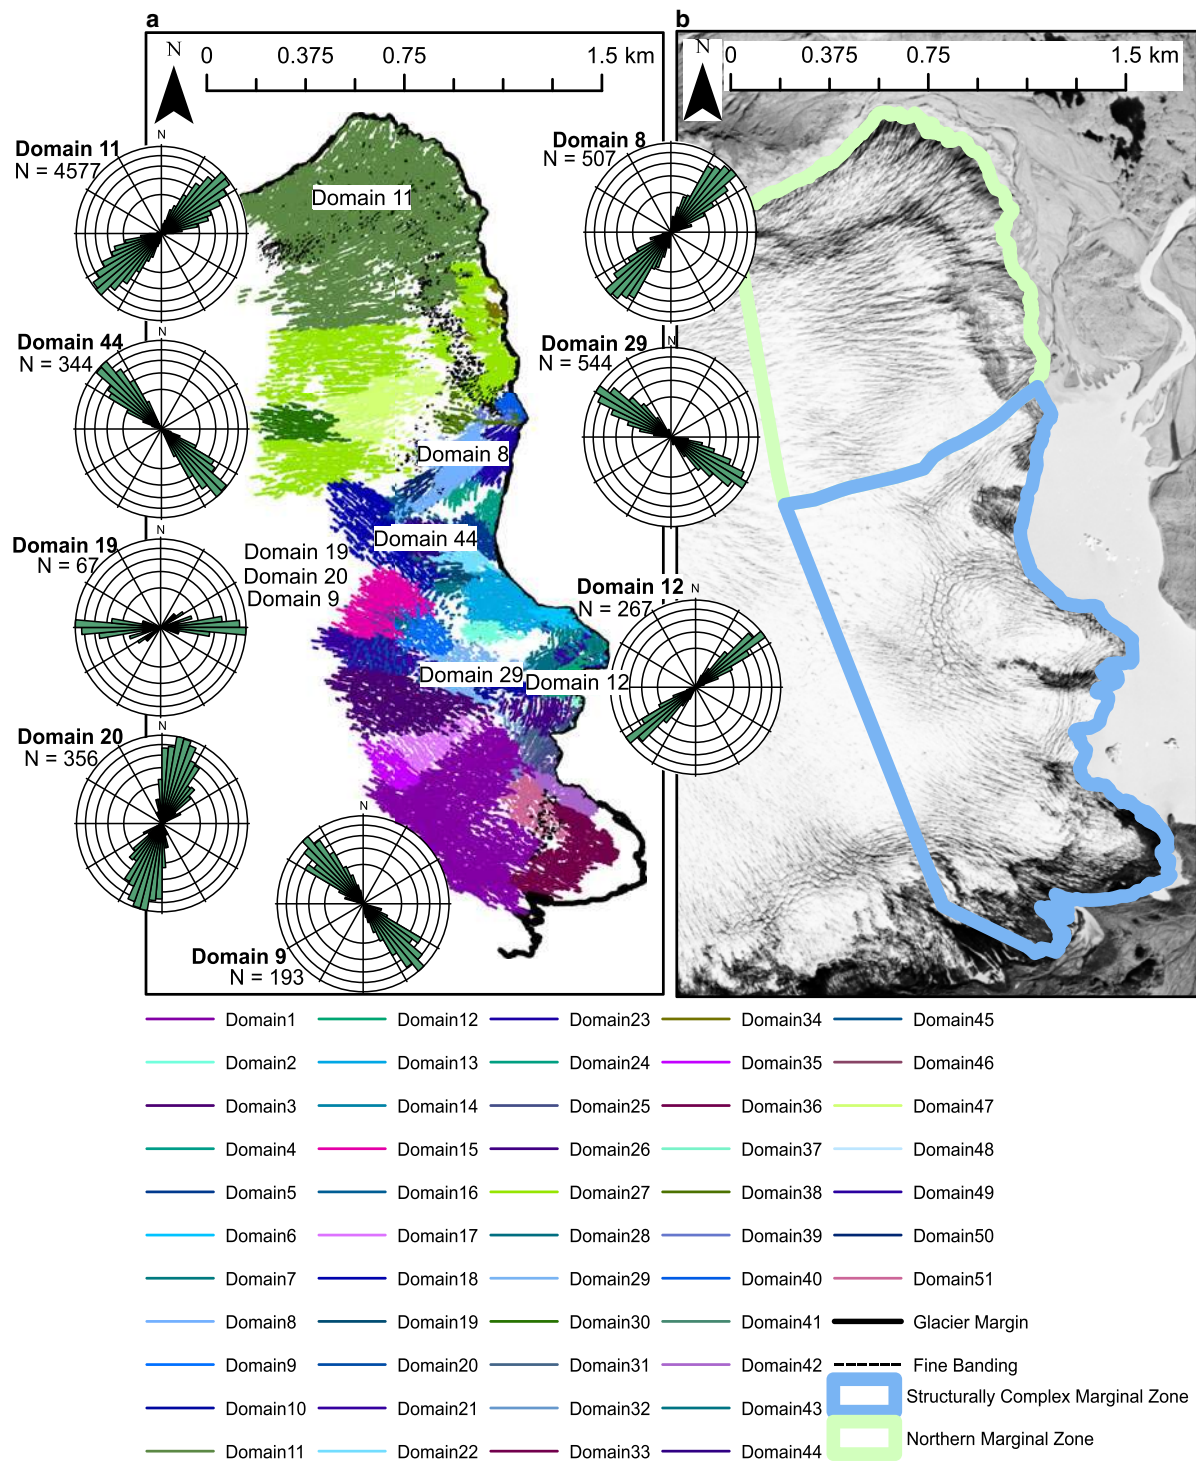 a
b
N
0 0.375 0.75 1.5 km
N
0 0.375 0.75 1.5 km
Domain 11
N = 4577
N
Domain 11
Domain 8
N = 507
N
Domain 44
N = 344
N
Domain 29
N = 544
N
Domain 8
Domain 44
Domain 19
N = 67
N
Domain 19
Domain 20
Domain 9
Domain 12
N = 267
N
Domain 29
Domain 12
Domain 20
N = 356
N
N
Domain 9
N = 193
Domain1 Domain12 Domain23 Domain34 Domain45
Domain2 Domain13 Domain24 Domain35 Domain46
Domain3 Domain14 Domain25 Domain36 Domain47
Domain4 Domain15 Domain26 Domain37 Domain48
Domain5 Domain16 Domain27 Domain38 Domain49
Domain6 Domain17 Domain28 Domain39 Domain50
Domain7 Domain18 Domain29 Domain40 Domain51
Domain8 Domain19 Domain30 Domain41 Glacier Margin
Domain9 Domain20 Domain31 Domain42 Fine Banding
Domain10 Domain21 Domain32 Domain43 Structurally Complex Marginal Zone
Domain11 Domain22 Domain33 Domain44 Northern Marginal Zone